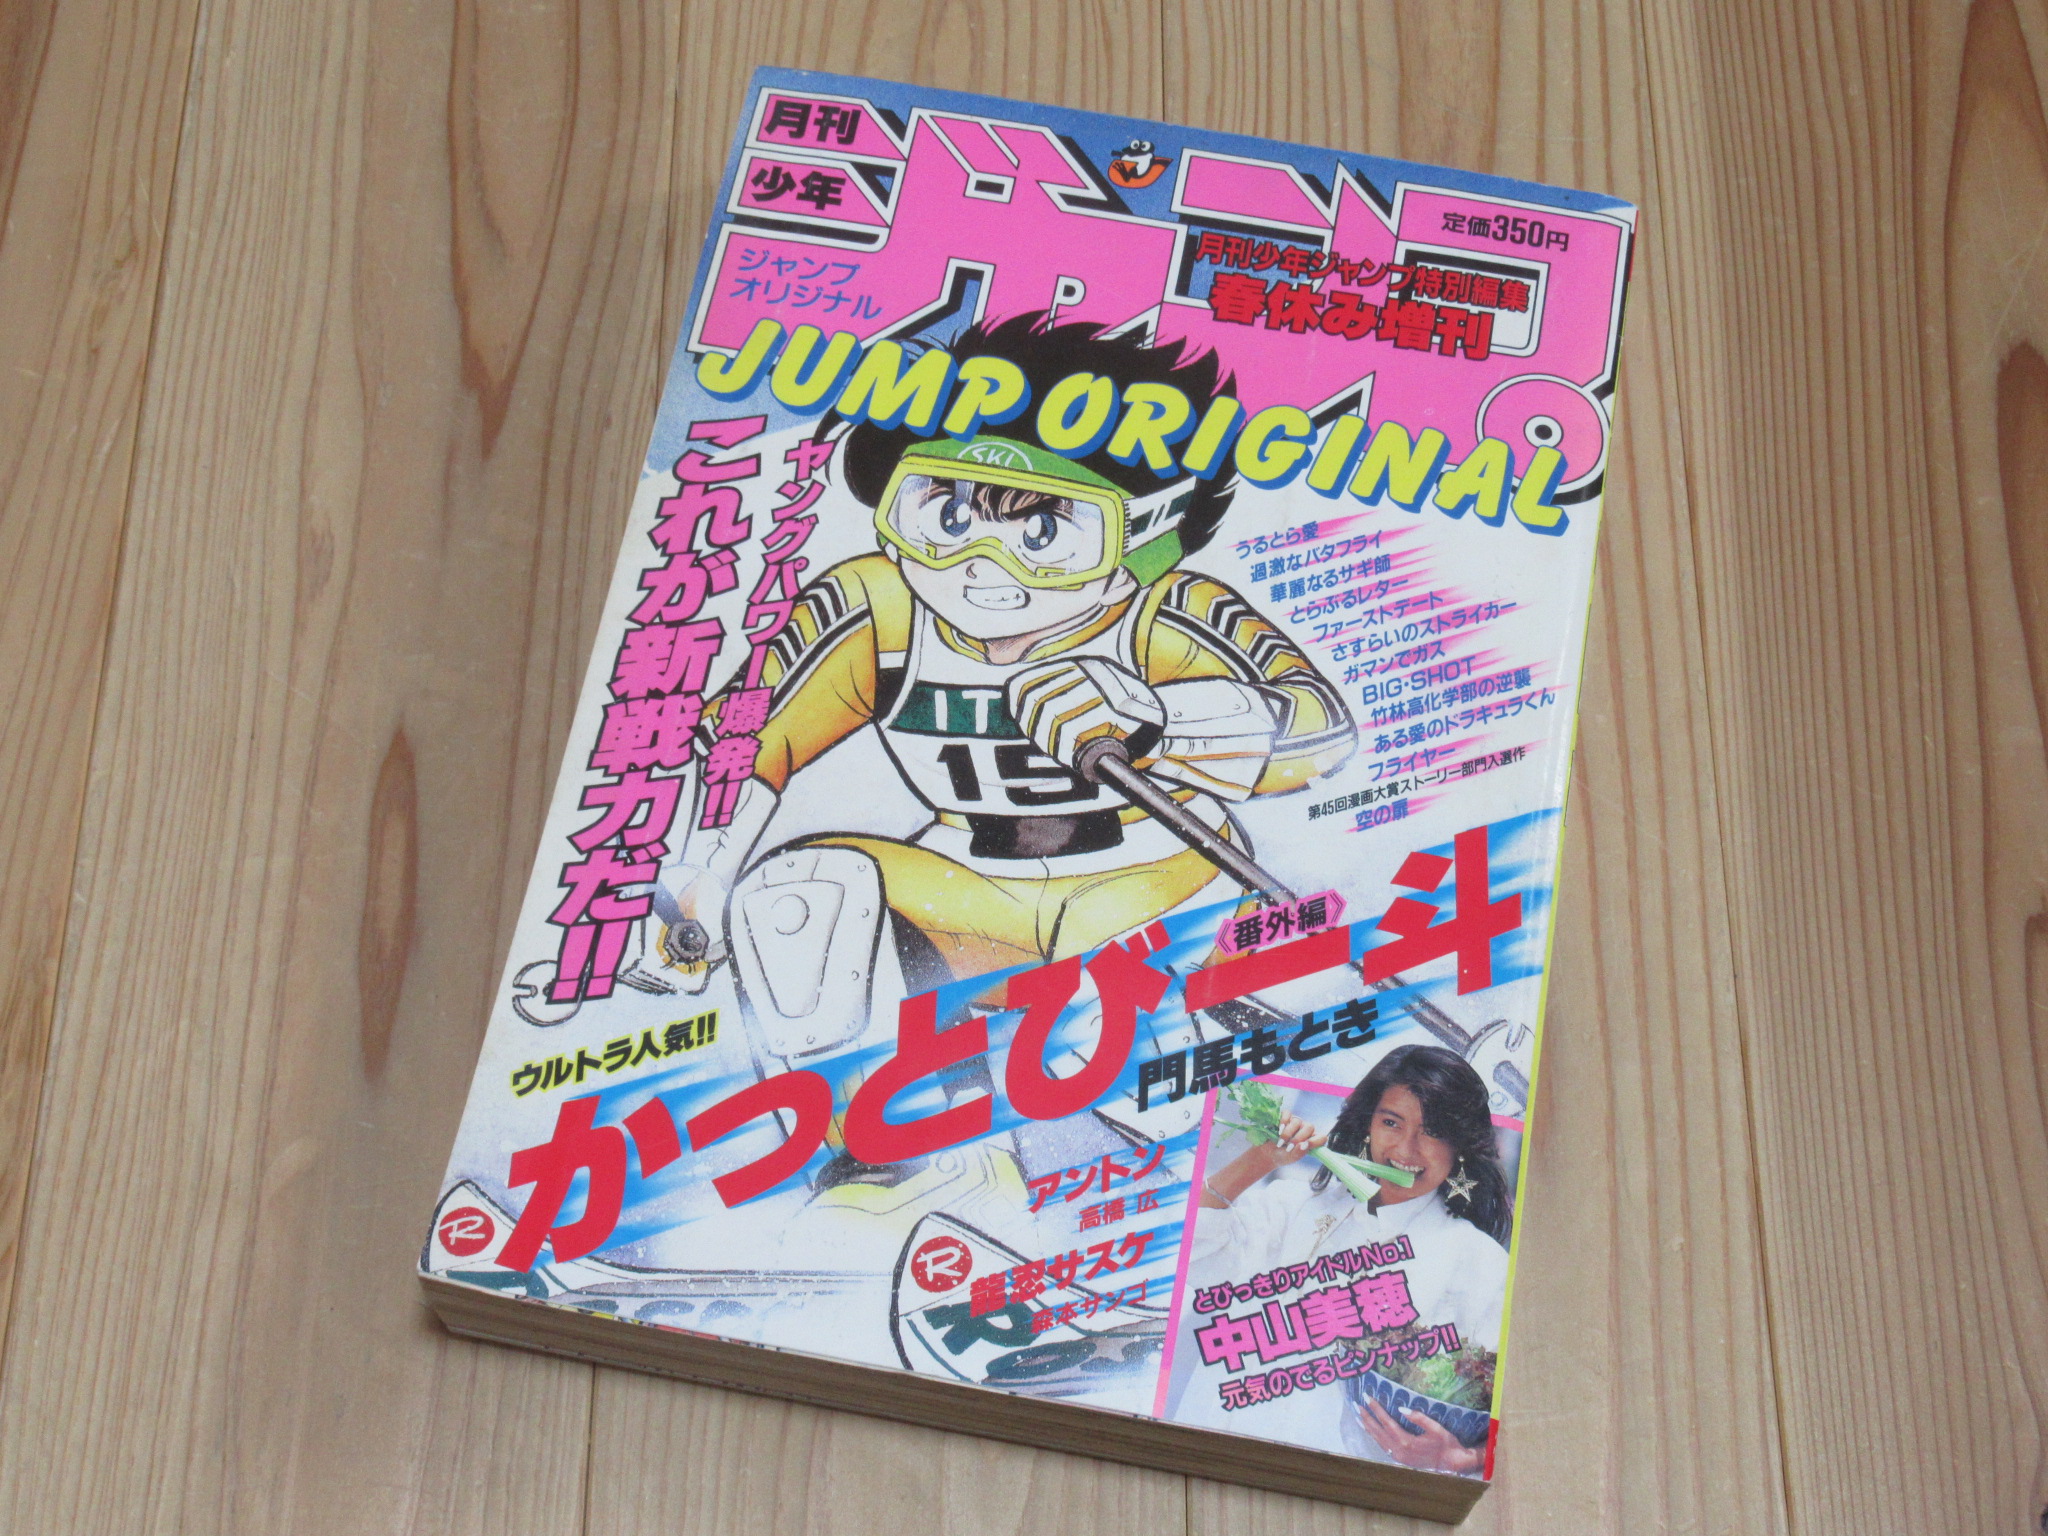 月刊
少年
ジャンプ
定価350円
ジャンプ
オリジナル
月刊少年ジャンプ特別編集
春休み増刊
JUMP ORIGINAL
SKI
ヤングパワー爆発!!
これが新戦力だ!!
うるとら愛
過激なバタフライ
華麗なるサギ師
とらぶるレター
ファーストデート
さすらいのストライカー
ガマンでガス
BIG・SHOT
竹林高化学部の逆襲
ある愛のドラキュラくん
フライヤー
第45回漫画大賞ストーリー部門入選作
空の扉
IT
15
《番外編》
ウルトラ人気!!
かっとび一斗
門馬もとき
アントン
高橋 広
龍忍サスケ
森本サンゴ
R
R
とびっきりアイドルNo.1
中山美穂
元気のでるピンナップ!!